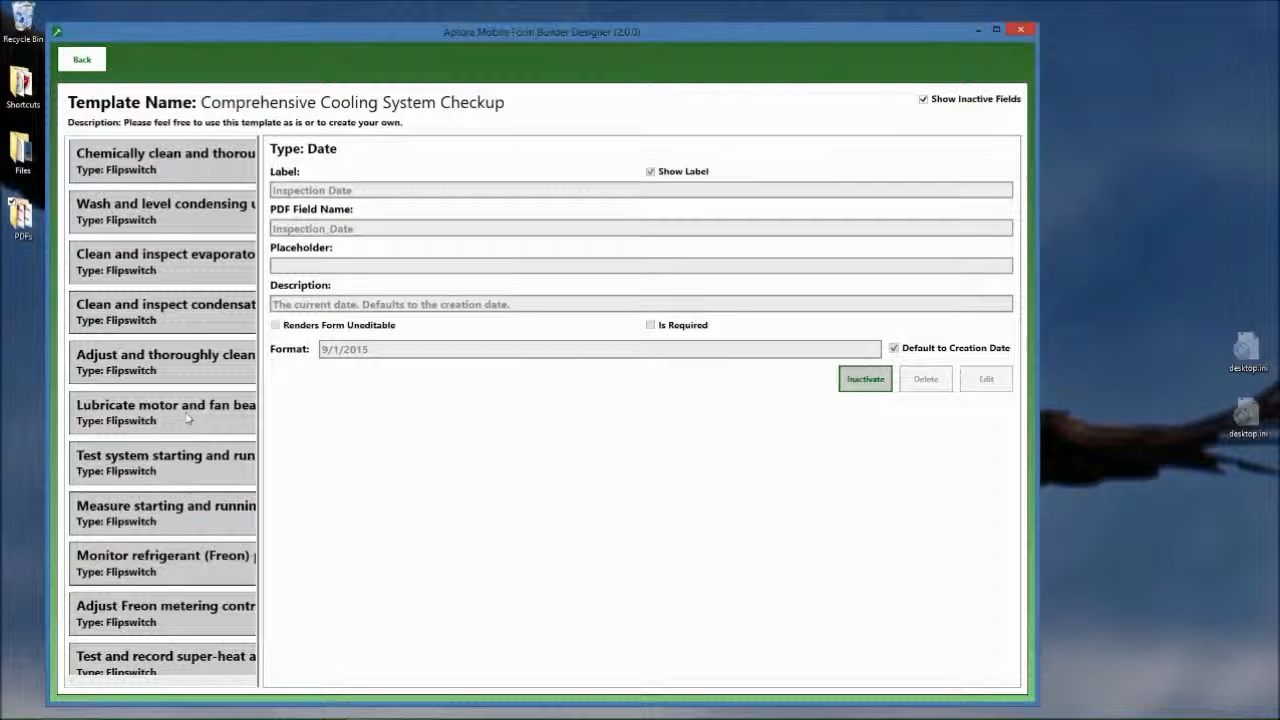 Recycle Bin
Shortcuts
Files
PDFs
Aptora Mobile Form Builder Designer (2.0.0)
Back
Template Name: Comprehensive Cooling System Checkup
Show Inactive Fields
Description: Please feel free to use this template as is or to create your own.
Chemically clean and thorou
Type: Flipswitch
Wash and level condensing u
Type: Flipswitch
Clean and inspect evaporato
Type: Flipswitch
Clean and inspect condensat
Type: Flipswitch
Adjust and thoroughly clean
Type: Flipswitch
Lubricate motor and fan bea
Type: Flipswitch
Test system starting and run
Type: Flipswitch
Measure starting and runnin
Type: Flipswitch
Monitor refrigerant (Freon) p
Type: Flipswitch
Adjust Freon metering contr
Type: Flipswitch
Test and record super-heat a
Type: Flipswitch
Type: Date
Label:
Show Label
Inspection Date
PDF Field Name:
Inspection_Date
Placeholder:
Description:
The current date. Defaults to the creation date.
Renders Form Uneditable
Is Required
Format: 9/1/2015
Default to Creation Date
Inactivate Delete Edit
desktop.ini
desktop.ini